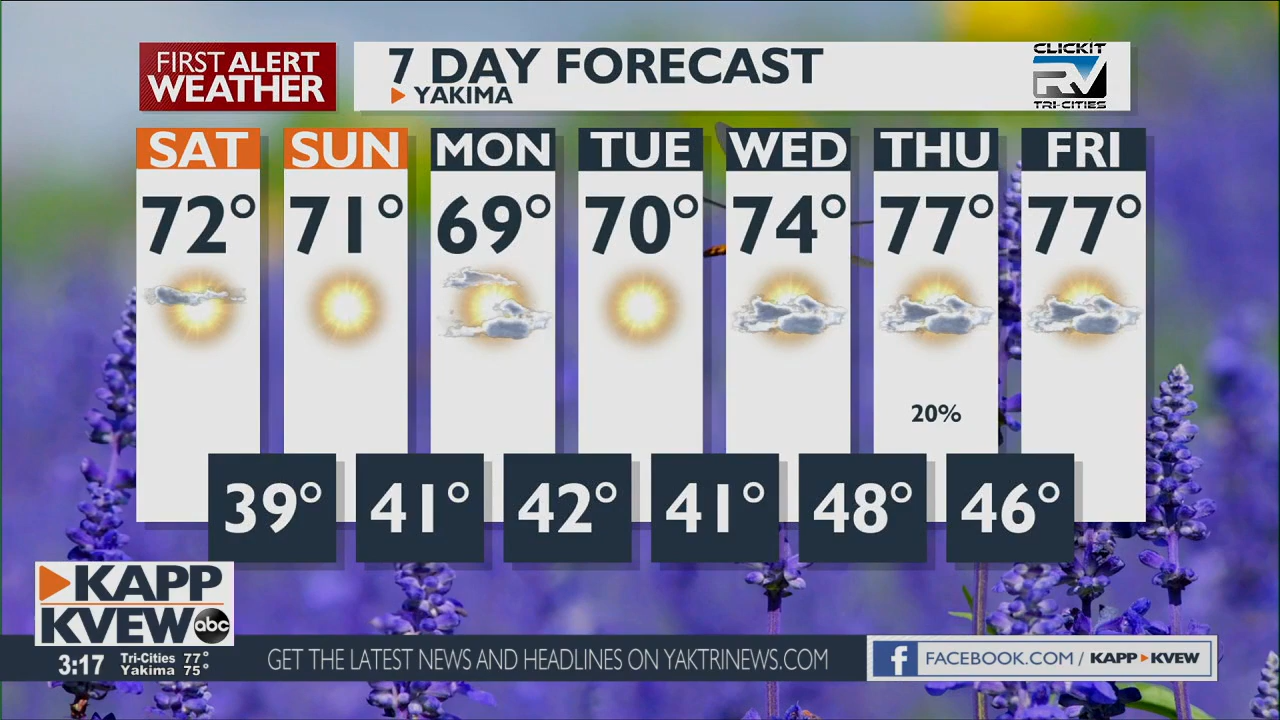 FIRST ALERT
WEATHER
7 DAY FORECAST
YAKIMA
CLICKIT
RV
TRI-CITIES
SAT SUN MON TUE WED THU FRI
72° 71° 69° 70° 74° 77° 77°
20%
39° 41° 42° 41° 48° 46°
KAPP
KVEW abc
3:17 Tri-Cities 77°
Yakima 75°
GET THE LATEST NEWS AND HEADLINES ON YAKTRINEWS.COM
f FACEBOOK.COM / KAPP KVEW